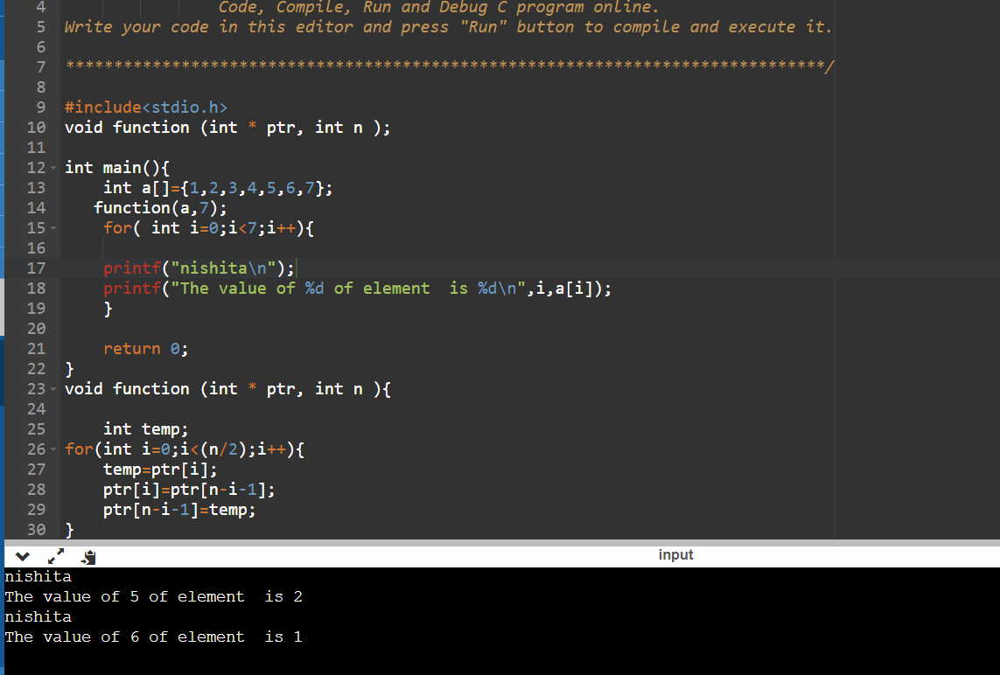 4 Code, Compile, Run and Debug C program online.
5 Write your code in this editor and press "Run" button to compile and execute it.
6
7 *******************************************************************************/
8
9 #include<stdio.h>
10 void function (int * ptr, int n );
11
12 int main(){
13 int a[]={1,2,3,4,5,6,7};
14 function(a,7);
15 for( int i=0;i<7;i++){
16
17 printf("nishita\n");
18 printf("The value of %d of element  is %d\n",i,a[i]);
19 }
20
21 return 0;
22 }
23 void function (int * ptr, int n ){
24
25 int temp;
26 for(int i=0;i<(n/2);i++){
27 temp=ptr[i];
28 ptr[i]=ptr[n-i-1];
29 ptr[n-i-1]=temp;
30 }
input
nishita
The value of 5 of element  is 2
nishita
The value of 6 of element  is 1